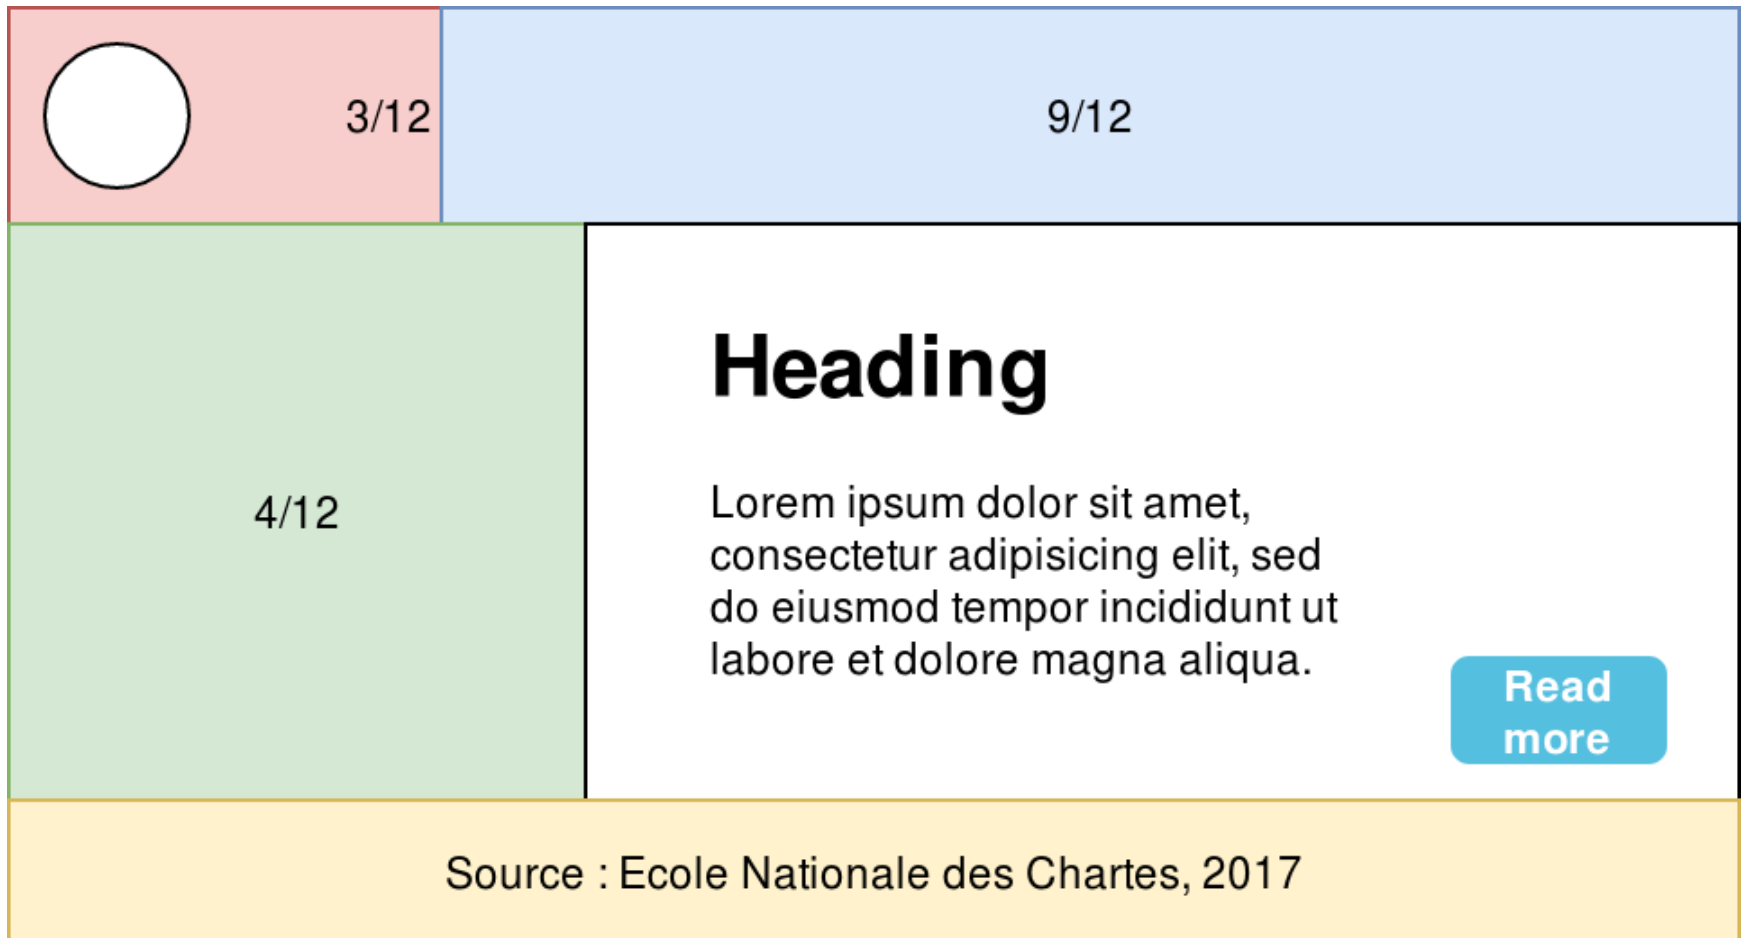 3/12
9/12
4/12
Heading
Lorem ipsum dolor sit amet,
consectetur adipisicing elit, sed
do eiusmod tempor incididunt ut
labore et dolore magna aliqua.
Read
more
Source : Ecole Nationale des Chartes, 2017